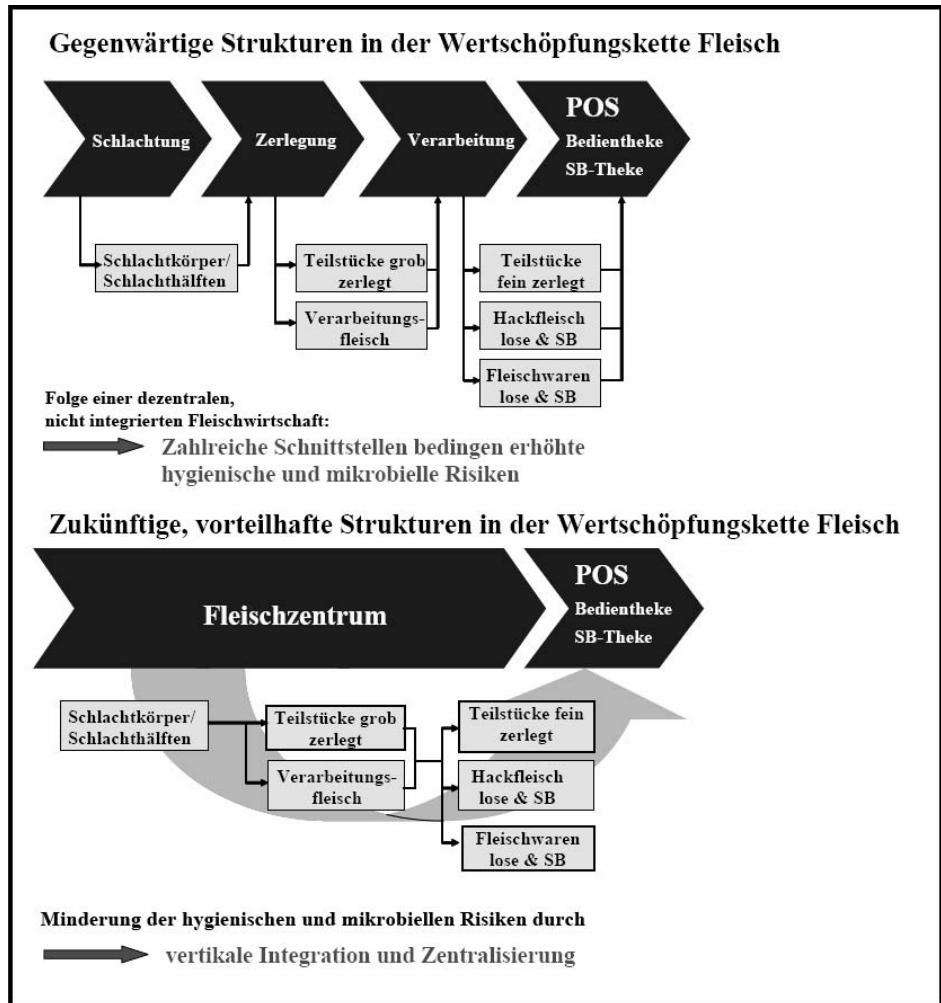 Gegenwärtige Strukturen in der Wertschöpfungskette Fleisch
Schlachtung
Zerlegung
Verarbeitung
POS
Bedientheke
SB-Theke
Schlachtkörper/
Schlachthälften
Teilstücke grob
zerlegt
Verarbeitungs-
fleisch
Teilstücke
fein zerlegt
Hackfleisch
lose & SB
Fleischwaren
lose & SB
Folge einer dezentralen,
nicht integrierten Fleischwirtschaft:
Zahlreiche Schnittstellen bedingen erhöhte
hygienische und mikrobielle Risiken
Zukünftige, vorteilhafte Strukturen in der Wertschöpfungskette Fleisch
Fleischzentrum
POS
Bedientheke
SB-Theke
Schlachtkörper/
Schlachthälften
Teilstücke grob
zerlegt
Verarbeitungs-
fleisch
Teilstücke fein
zerlegt
Hackfleisch
lose & SB
Fleischwaren
lose & SB
Minderung der hygienischen und mikrobiellen Risiken durch
vertikale Integration und Zentralisierung